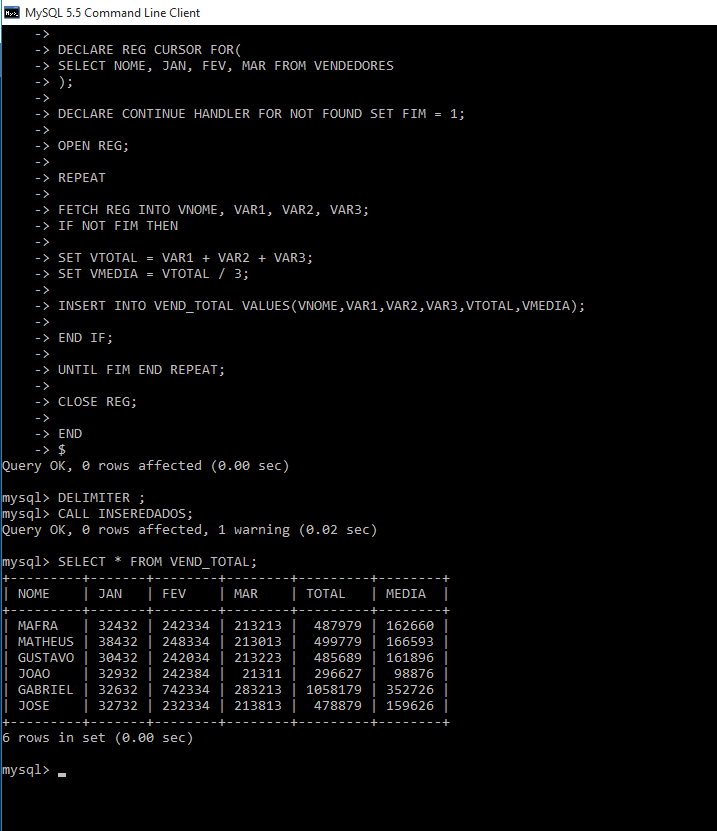 MySQL 5.5 Command Line Client
->
-> DECLARE REG CURSOR FOR(
-> SELECT NOME, JAN, FEV, MAR FROM VENDEDORES
-> );
->
-> DECLARE CONTINUE HANDLER FOR NOT FOUND SET FIM = 1;
->
-> OPEN REG;
->
-> REPEAT
->
-> FETCH REG INTO VNOME, VAR1, VAR2, VAR3;
-> IF NOT FIM THEN
->
-> SET VTOTAL = VAR1 + VAR2 + VAR3;
-> SET VMEDIA = VTOTAL / 3;
->
-> INSERT INTO VEND_TOTAL VALUES(VNOME,VAR1,VAR2,VAR3,VTOTAL,VMEDIA);
->
-> END IF;
->
-> UNTIL FIM END REPEAT;
->
-> CLOSE REG;
->
-> END
-> $
Query OK, 0 rows affected (0.00 sec)
mysql> DELIMITER ;
mysql> CALL INSEREDADOS;
Query OK, 0 rows affected, 1 warning (0.02 sec)
mysql> SELECT * FROM VEND_TOTAL;
+---------+-------+--------+--------+---------+--------+
| NOME    | JAN   | FEV    | MAR    | TOTAL   | MEDIA  |
+---------+-------+--------+--------+---------+--------+
| MAFRA   | 32432 | 242334 | 213213 |  487979 | 162660 |
| MATHEUS | 38432 | 248334 | 213013 |  499779 | 166593 |
| GUSTAVO | 30432 | 242034 | 213223 |  485689 | 161896 |
| JOAO    | 32932 | 242384 |  21311 |  296627 |  98876 |
| GABRIEL | 32632 | 742334 | 283213 | 1058179 | 352726 |
| JOSE    | 32732 | 232334 | 213813 |  478879 | 159626 |
+---------+-------+--------+--------+---------+--------+
6 rows in set (0.00 sec)
mysql> _